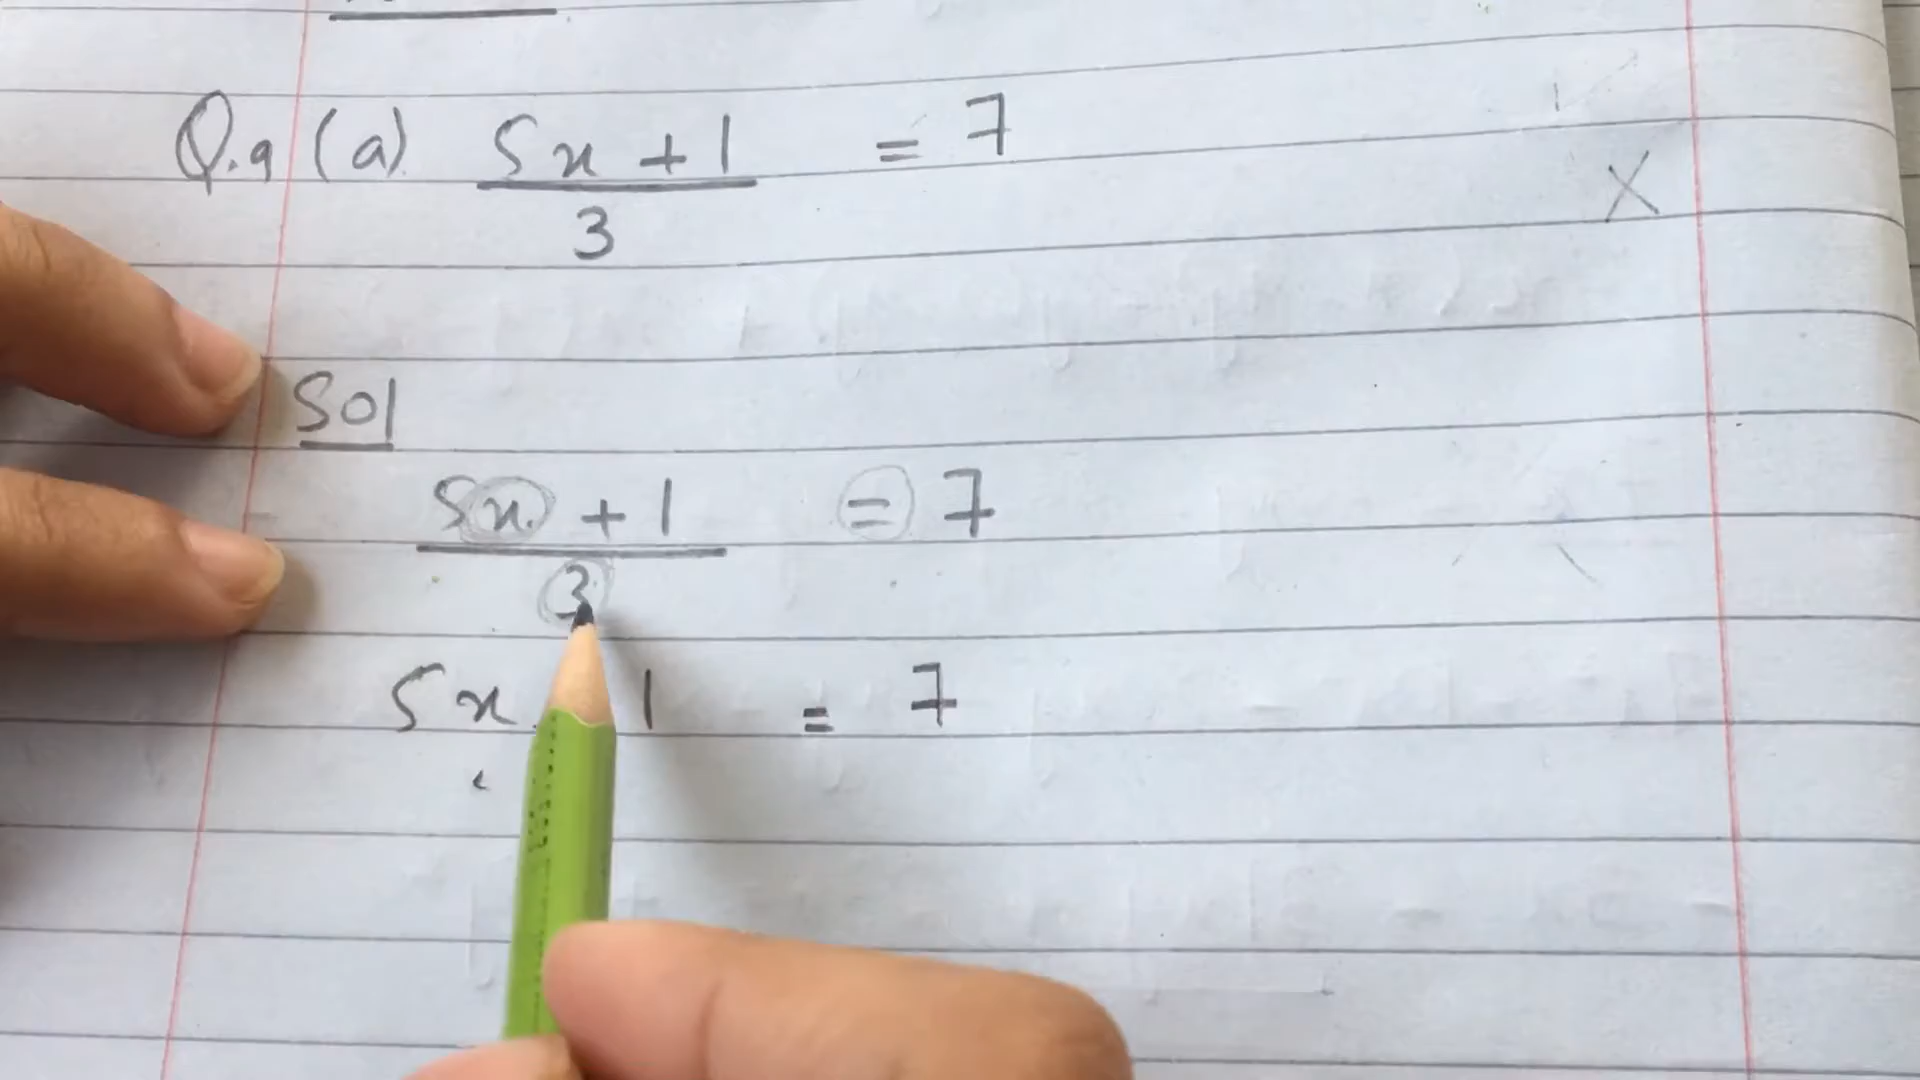 Q.9 (a) 5x + 1 = 7
3
Sol
5x + 1 = 7
3
5x 1 = 7